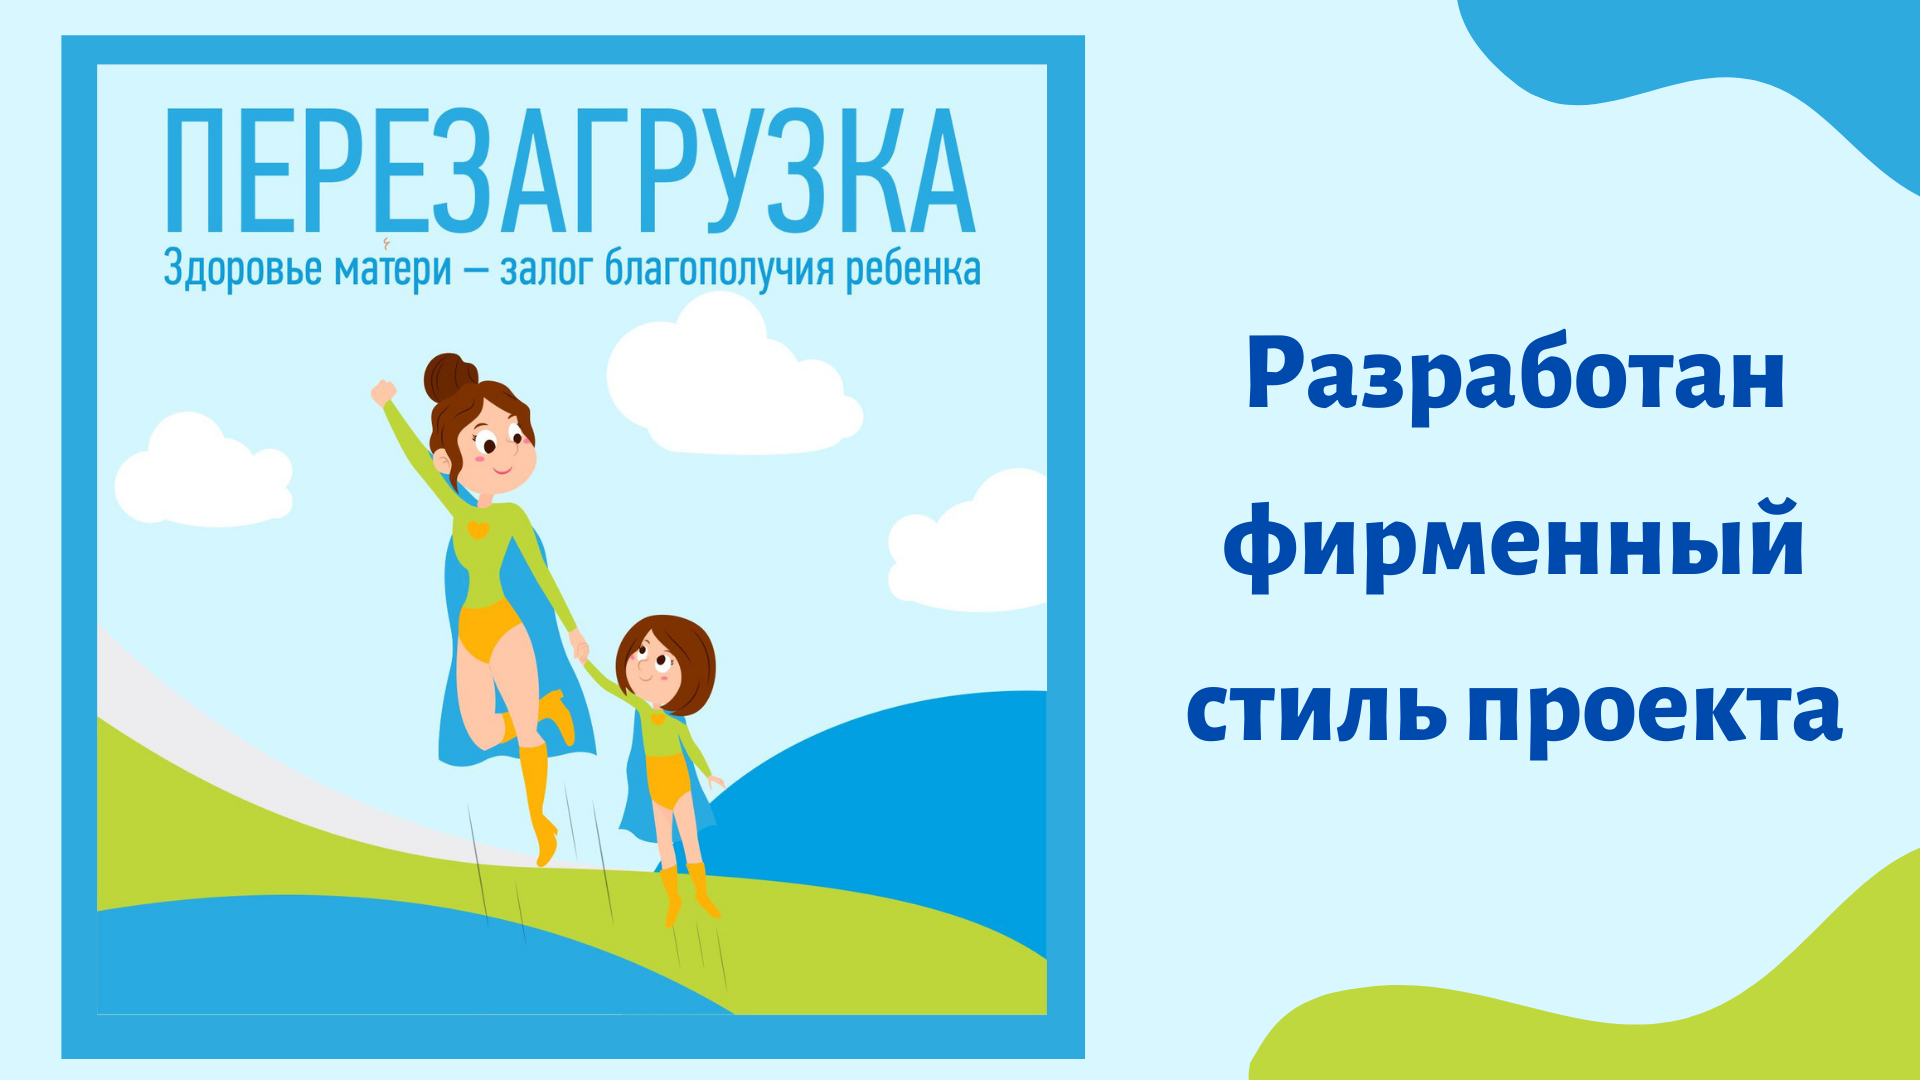 ПЕРЕЗАГРУЗКА
Здоровье матери – залог благополучия ребенка
Разработан
фирменный
стиль проекта